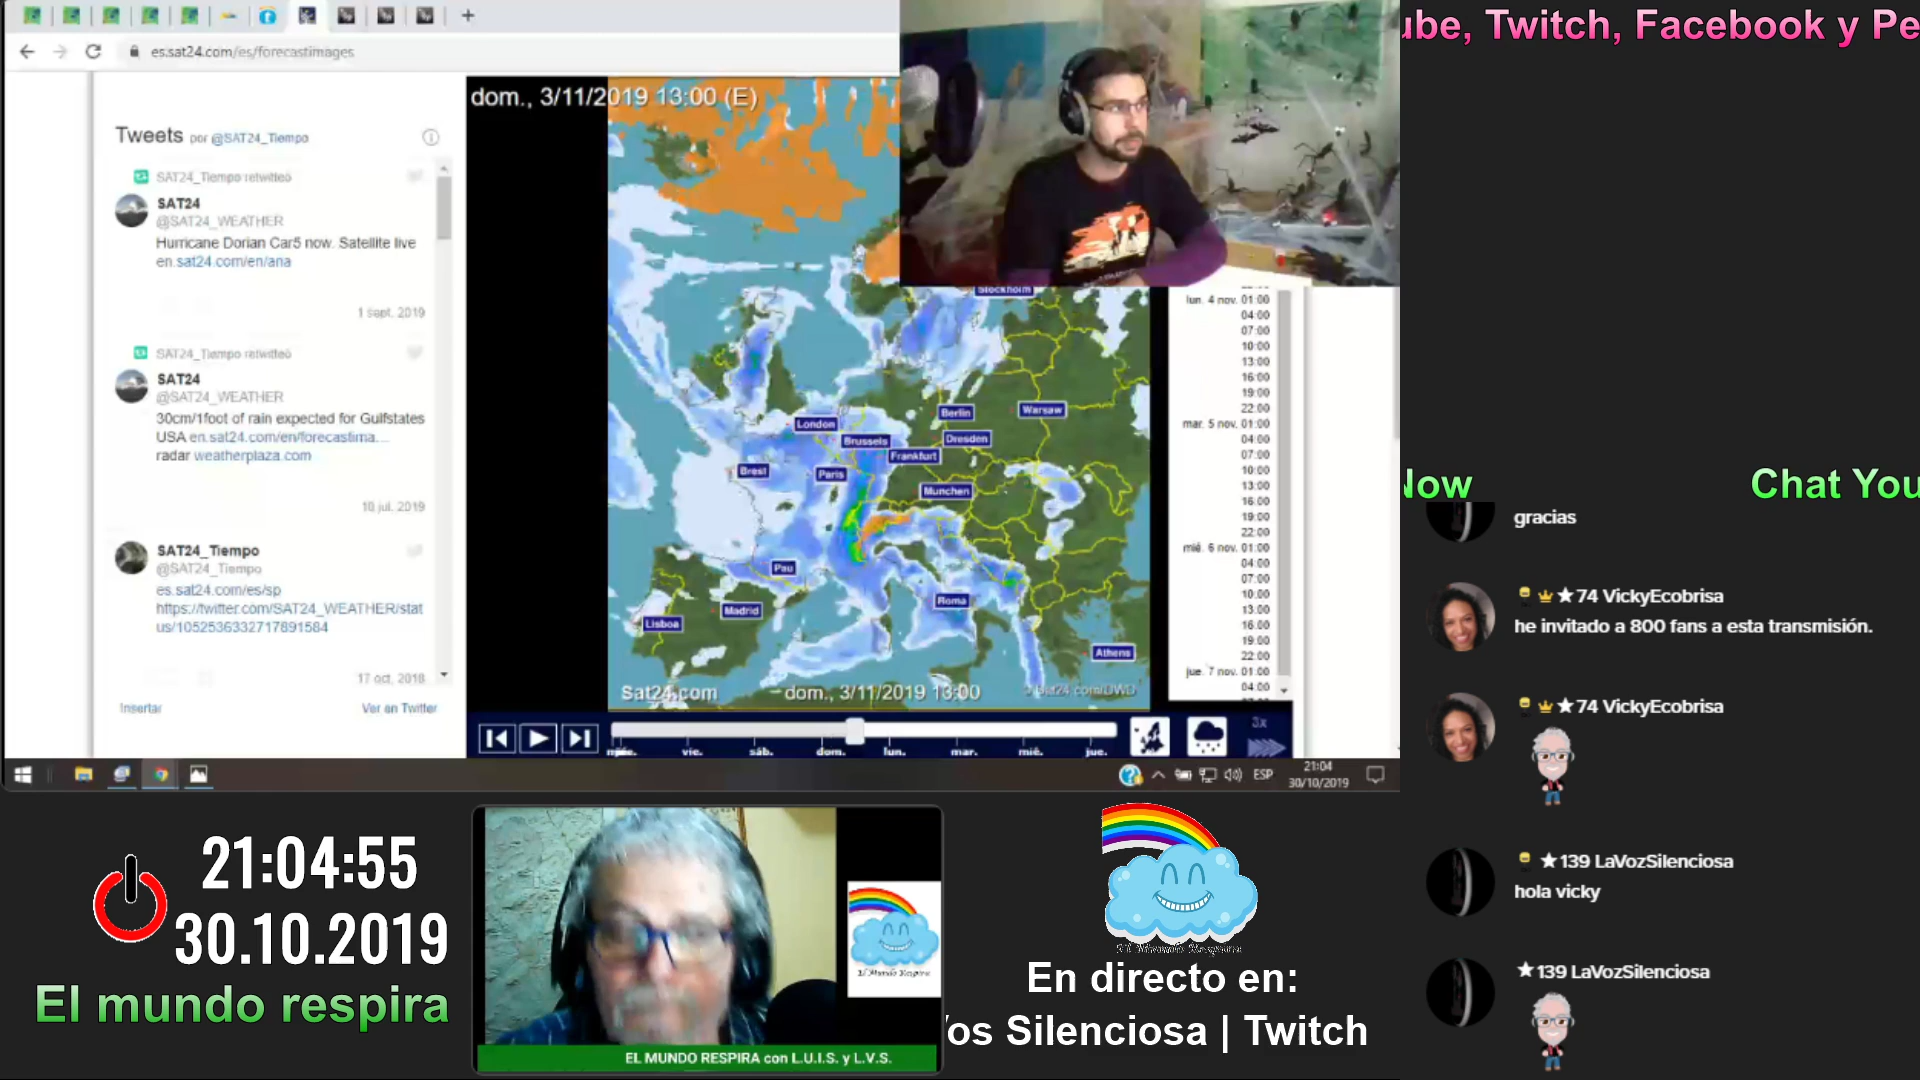 es.sat24.com/es/forecastimages
Tweets por @SAT24_Tiempo
SAT24_Tiempo retwitteó
SAT24
@SAT24_WEATHER
Hurricane Dorian Car5 now. Satellite live
en.sat24.com/en/ana
1 sept. 2019
SAT24_Tiempo retwitteó
SAT24
@SAT24_WEATHER
30cm/1foot of rain expected for Gulfstates
USA en.sat24.com/en/forecastima...
radar weatherplaza.com
10 jul. 2019
SAT24_Tiempo
@SAT24_Tiempo
es.sat24.com/es/sp
https://twitter.com/SAT24_WEATHER/stat
us/1052536332717891584
17 oct. 2018
Insertar
Ver en Twitter
dom., 3/11/2019 13:00 (E)
Stockholm
London
Berlin
Warsaw
Brussels
Dresden
Frankfurt
Brest
Paris
Munchen
Pau
Madrid
Roma
Lisboa
Athens
Sat24.com
dom., 3/11/2019 13:00
© Sat24.com/DWD
lun. 4 nov. 01:00
04:00
07:00
10:00
13:00
16:00
19:00
22:00
mar. 5 nov. 01:00
04:00
07:00
10:00
13:00
16:00
19:00
22:00
mié. 6 nov. 01:00
04:00
07:00
10:00
13:00
16:00
19:00
22:00
jue. 7 nov. 01:00
04:00
vie.
sáb.
dom.
lun.
mar.
mié.
jue.
3x
ESP
21:04
30/10/2019
21:04:55
30.10.2019
El mundo respira
El Mundo Respira
EL MUNDO RESPIRA con L.U.I.S. y L.V.S.
El Mundo Respira
En directo en:
os Silenciosa | Twitch
ube, Twitch, Facebook y Pe
Now
Chat You
gracias
74 VickyEcobrisa
he invitado a 800 fans a esta transmisión.
74 VickyEcobrisa
139 LaVozSilenciosa
hola vicky
139 LaVozSilenciosa